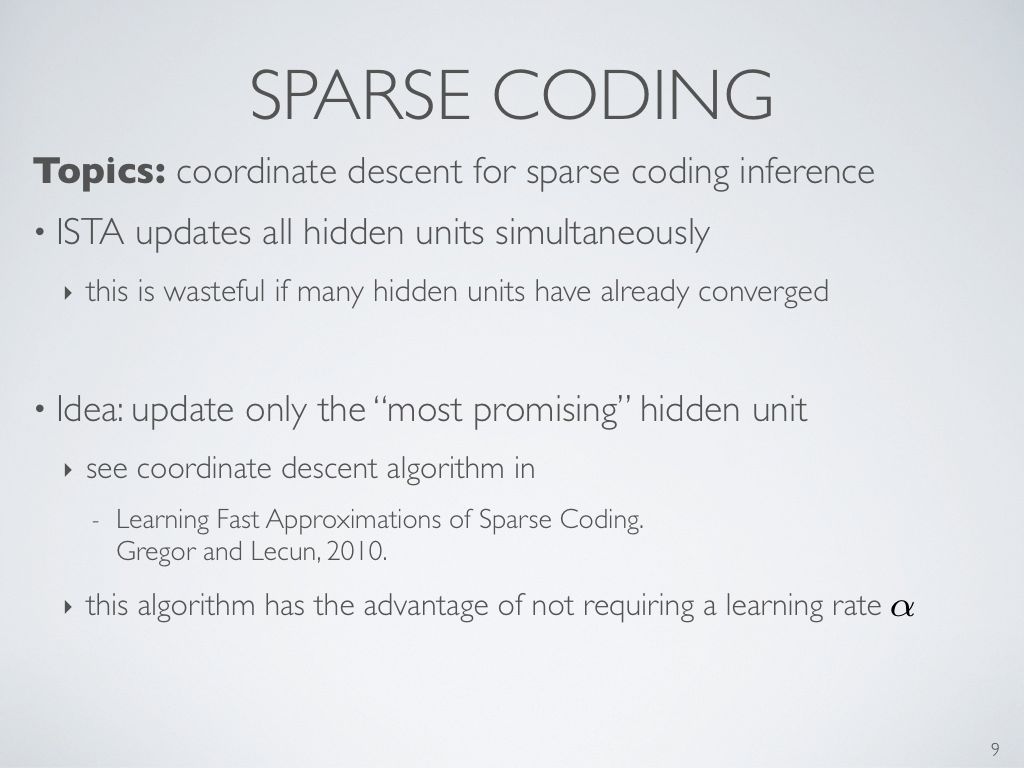 SPARSE CODING
Topics: coordinate descent for sparse coding inference
• ISTA updates all hidden units simultaneously
‣ this is wasteful if many hidden units have already converged
• Idea: update only the “most promising” hidden unit
‣ see coordinate descent algorithm in
- Learning Fast Approximations of Sparse Coding.
Gregor and Lecun, 2010.
‣ this algorithm has the advantage of not requiring a learning rate α
9